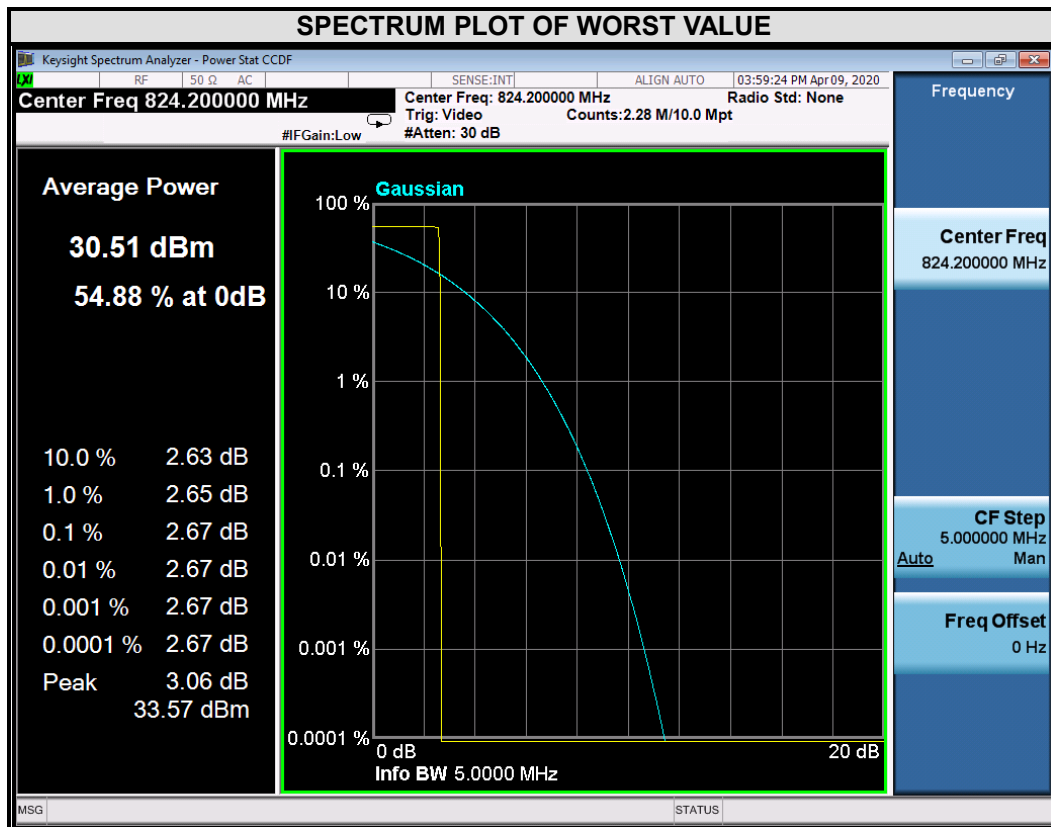 SPECTRUM PLOT OF WORST VALUE
Keysight Spectrum Analyzer - Power Stat CCDF
LXI RF 50 Ω AC SENSE:INT ALIGN AUTO 03:59:24 PM Apr 09, 2020
Center Freq 824.200000 MHz
Center Freq: 824.200000 MHz Radio Std: None
Trig: Video Counts:2.28 M/10.0 Mpt
#IFGain:Low #Atten: 30 dB
Average Power
30.51 dBm
54.88 % at 0dB
10.0 % 2.63 dB
1.0 % 2.65 dB
0.1 % 2.67 dB
0.01 % 2.67 dB
0.001 % 2.67 dB
0.0001 % 2.67 dB
Peak 3.06 dB
33.57 dBm
Gaussian
100 %
10 %
1 %
0.1 %
0.01 %
0.001 %
0.0001 %
0 dB 20 dB
Info BW 5.0000 MHz
Frequency
Center Freq
824.200000 MHz
CF Step
5.000000 MHz
Auto Man
Freq Offset
0 Hz
MSG STATUS